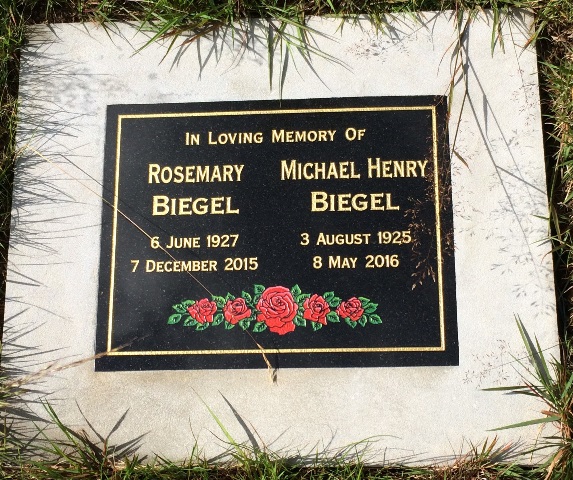 In Loving Memory Of
Rosemary Biegel
6 June 1927
7 December 2015
Michael Henry Biegel
3 August 1925
8 May 2016